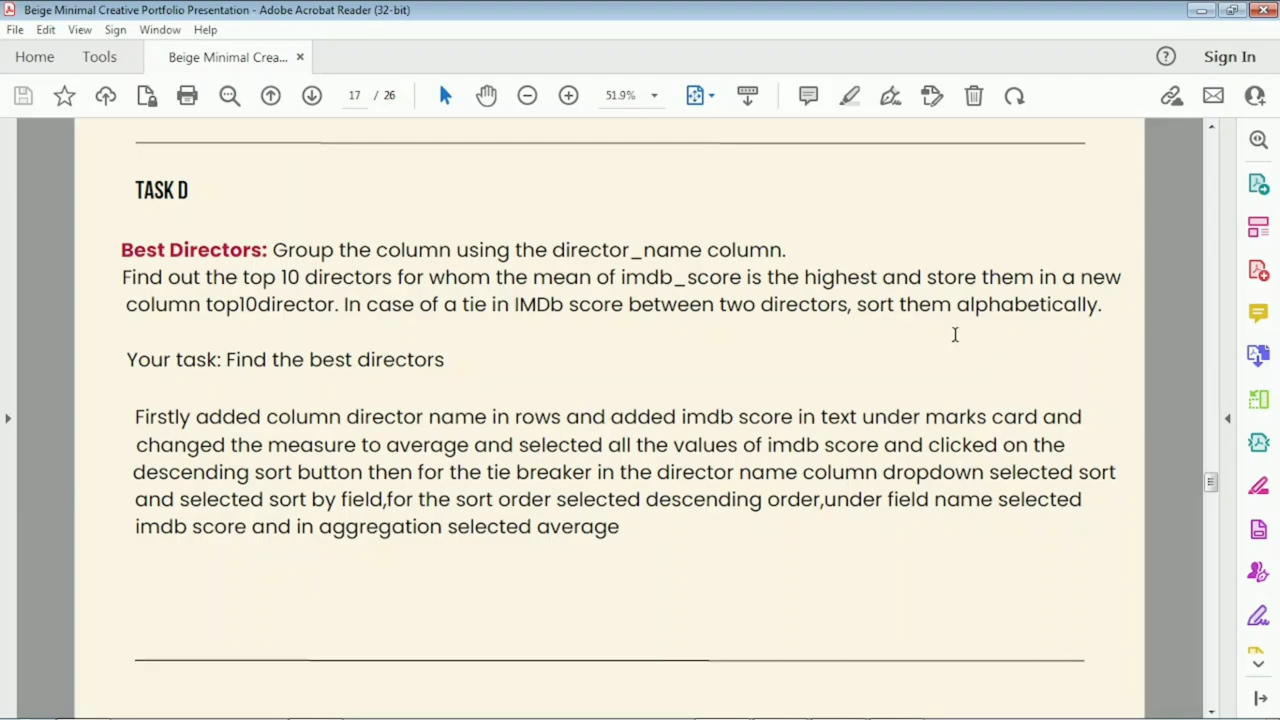 Beige Minimal Creative Portfolio Presentation - Adobe Acrobat Reader (32-bit)
File Edit View Sign Window Help
Home Tools Beige Minimal Crea... × Sign In
17 / 26 51.9%
TASK D
Best Directors: Group the column using the director_name column.
Find out the top 10 directors for whom the mean of imdb_score is the highest and store them in a new
column top10director. In case of a tie in IMDb score between two directors, sort them alphabetically.
Your task: Find the best directors
Firstly added column director name in rows and added imdb score in text under marks card and
changed the measure to average and selected all the values of imdb score and clicked on the
descending sort button then for the tie breaker in the director name column dropdown selected sort
and selected sort by field,for the sort order selected descending order,under field name selected
imdb score and in aggregation selected average